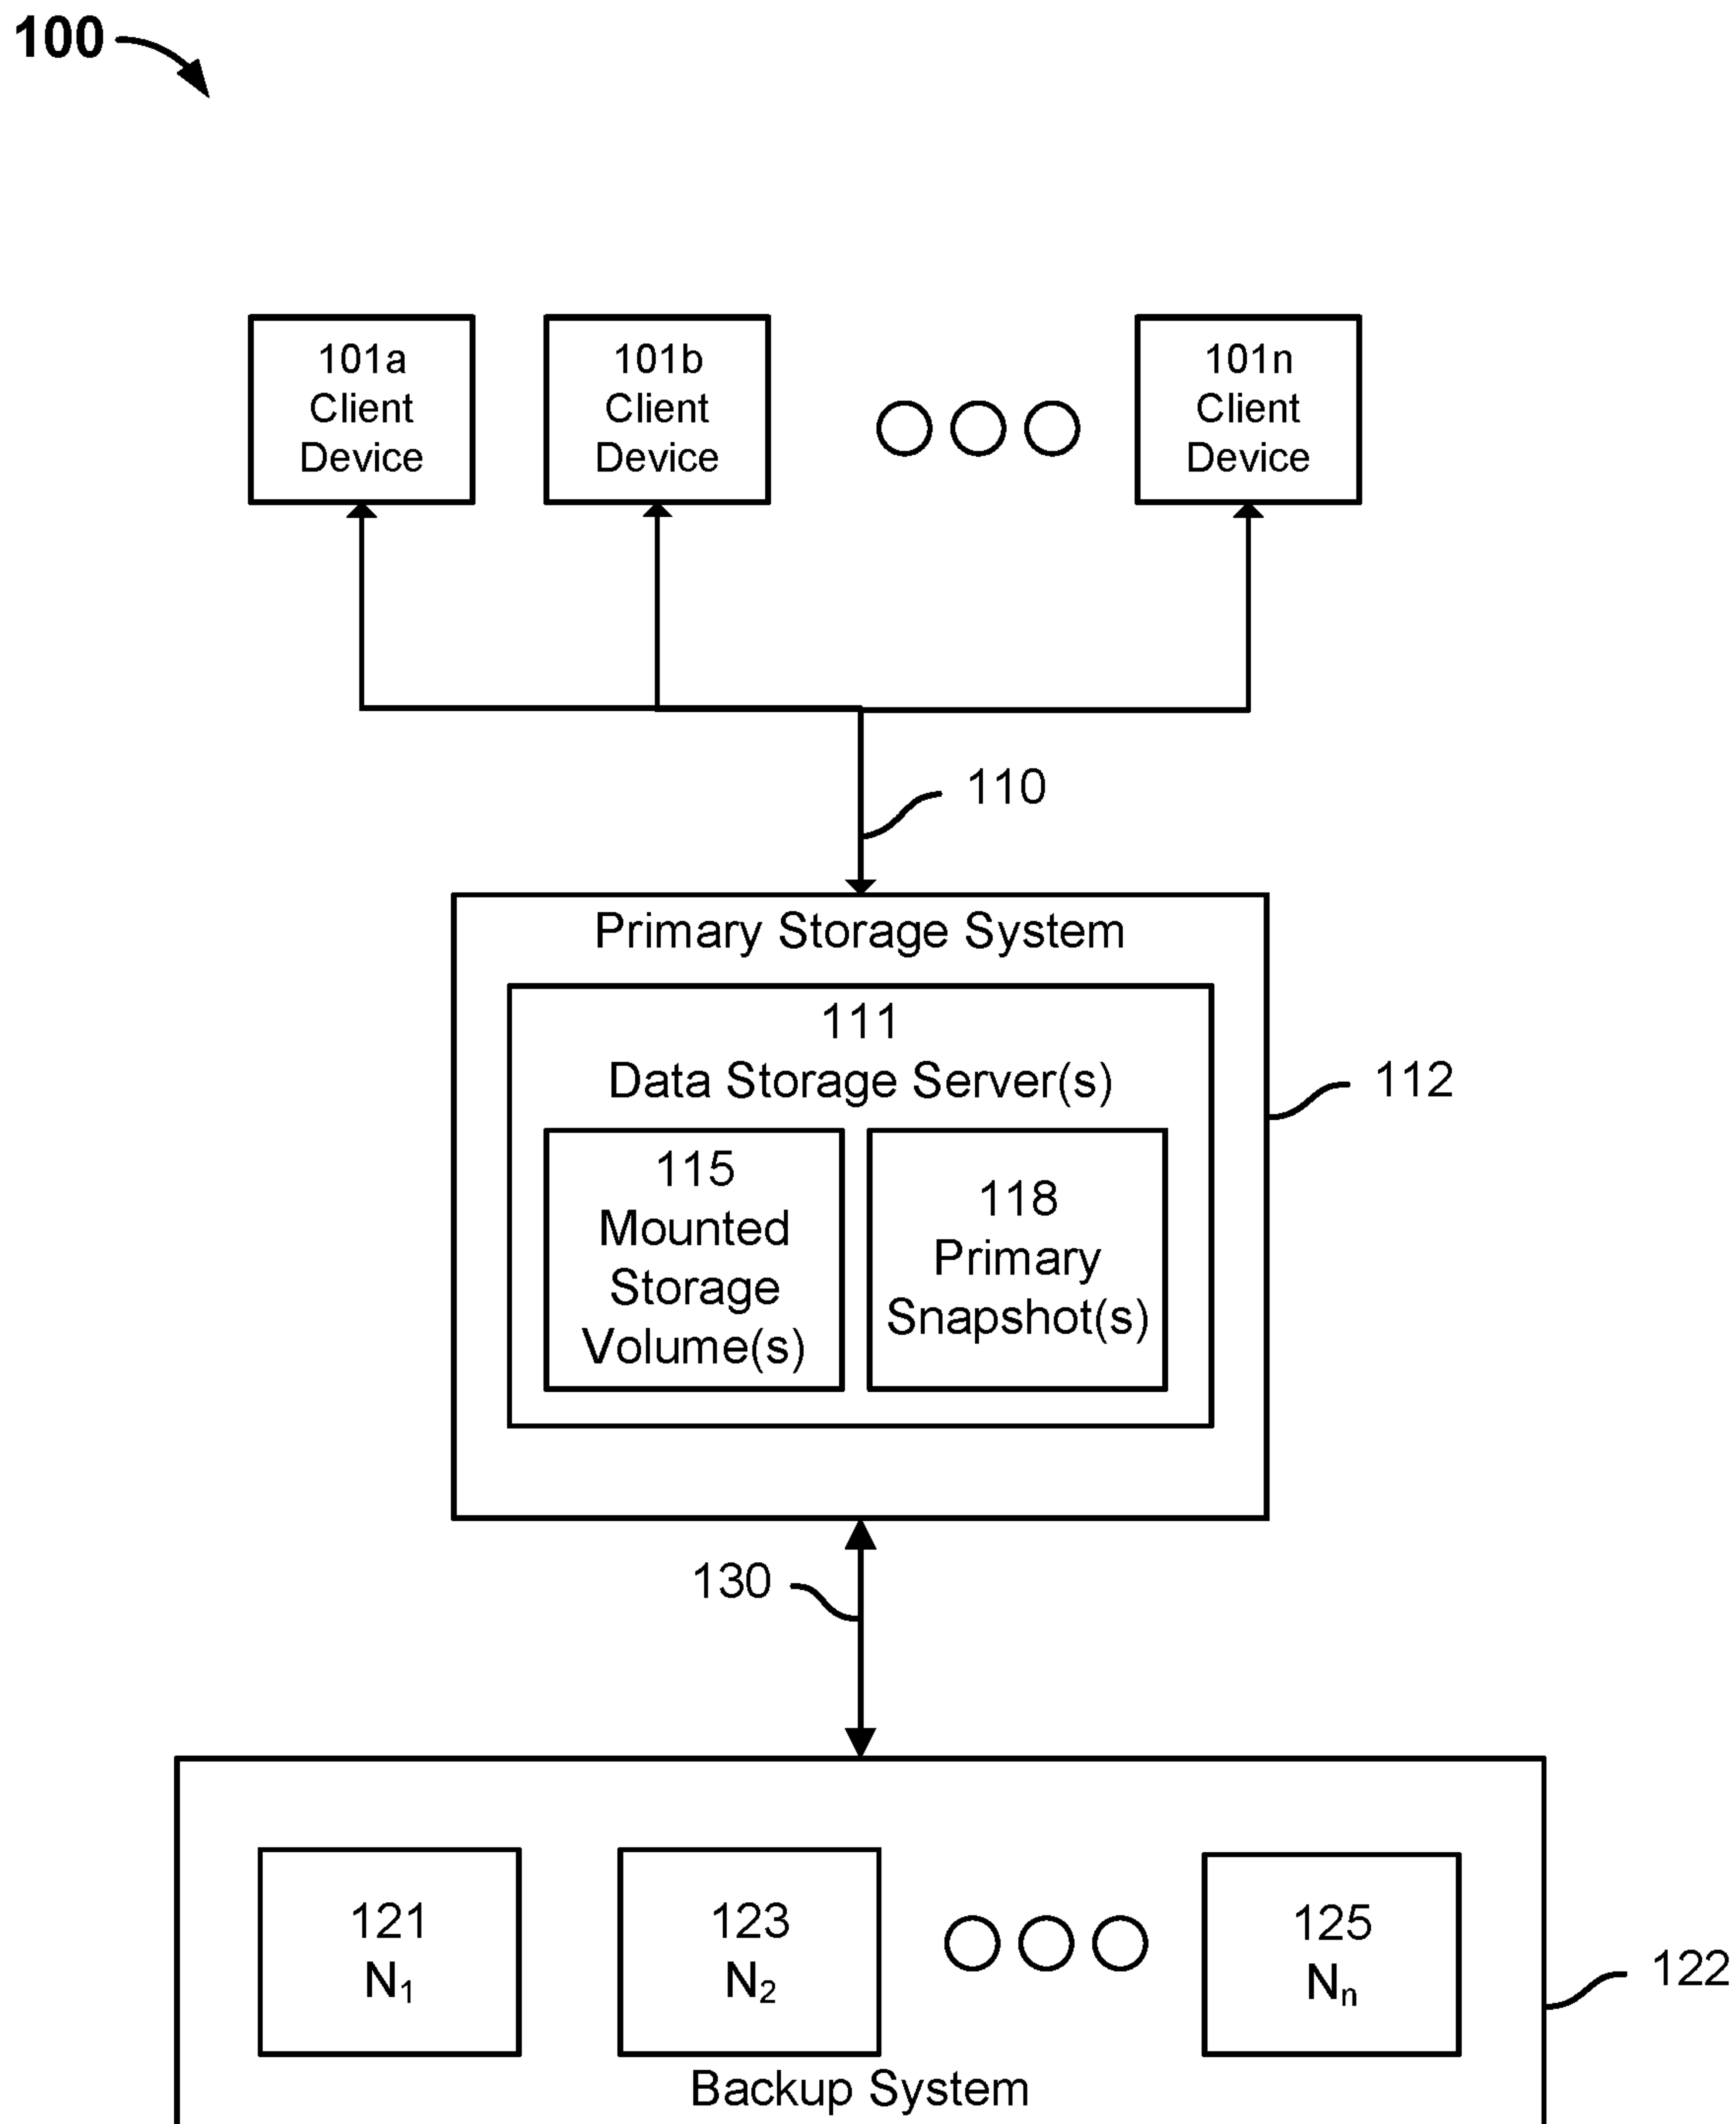 100
101a
Client
Device
101b
Client
Device
101n
Client
Device
110
Primary Storage System
111
Data Storage Server(s)
112
115
Mounted
Storage
Volume(s)
118
Primary
Snapshot(s)
130
121
N₁
123
N₂
125
Nₙ
122
Backup System